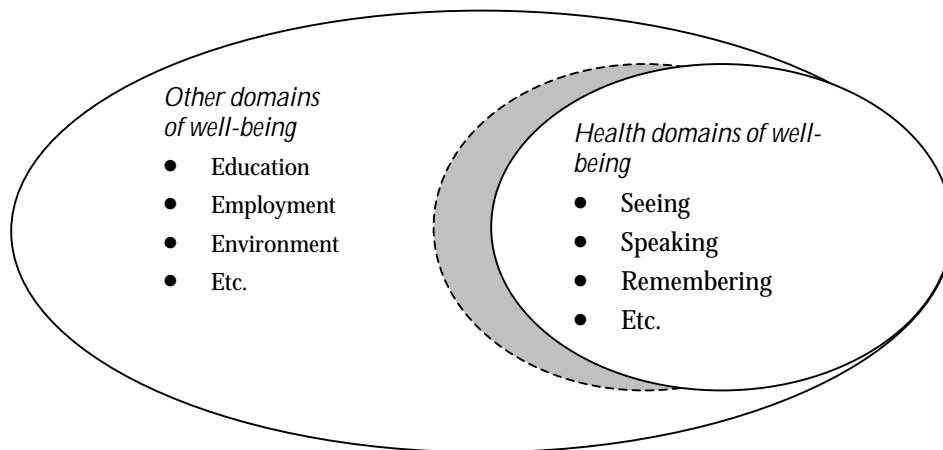 Other domains
of well-being
● Education
● Employment
● Environment
● Etc.
Health domains of well-
being
● Seeing
● Speaking
● Remembering
● Etc.